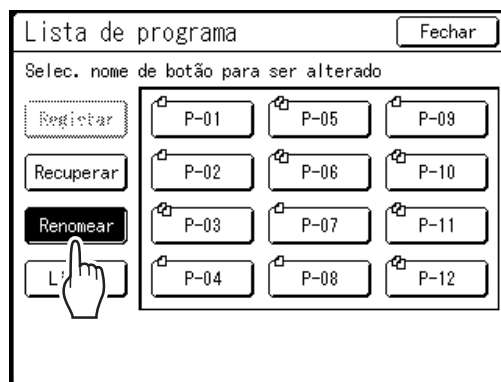 Lista de programa Fechar
Selec. nome de botão para ser alterado
Registar P-01 P-05 P-09
Recuperar P-02 P-06 P-10
Renomear P-03 P-07 P-11
P-04 P-08 P-12